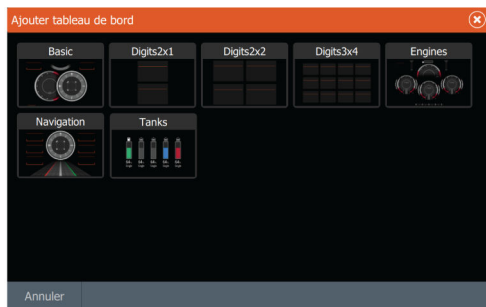 Ajouter tableau de bord
Basic
Digits2x1
Digits2x2
Digits3x4
Engines
Navigation
Tanks
Annuler